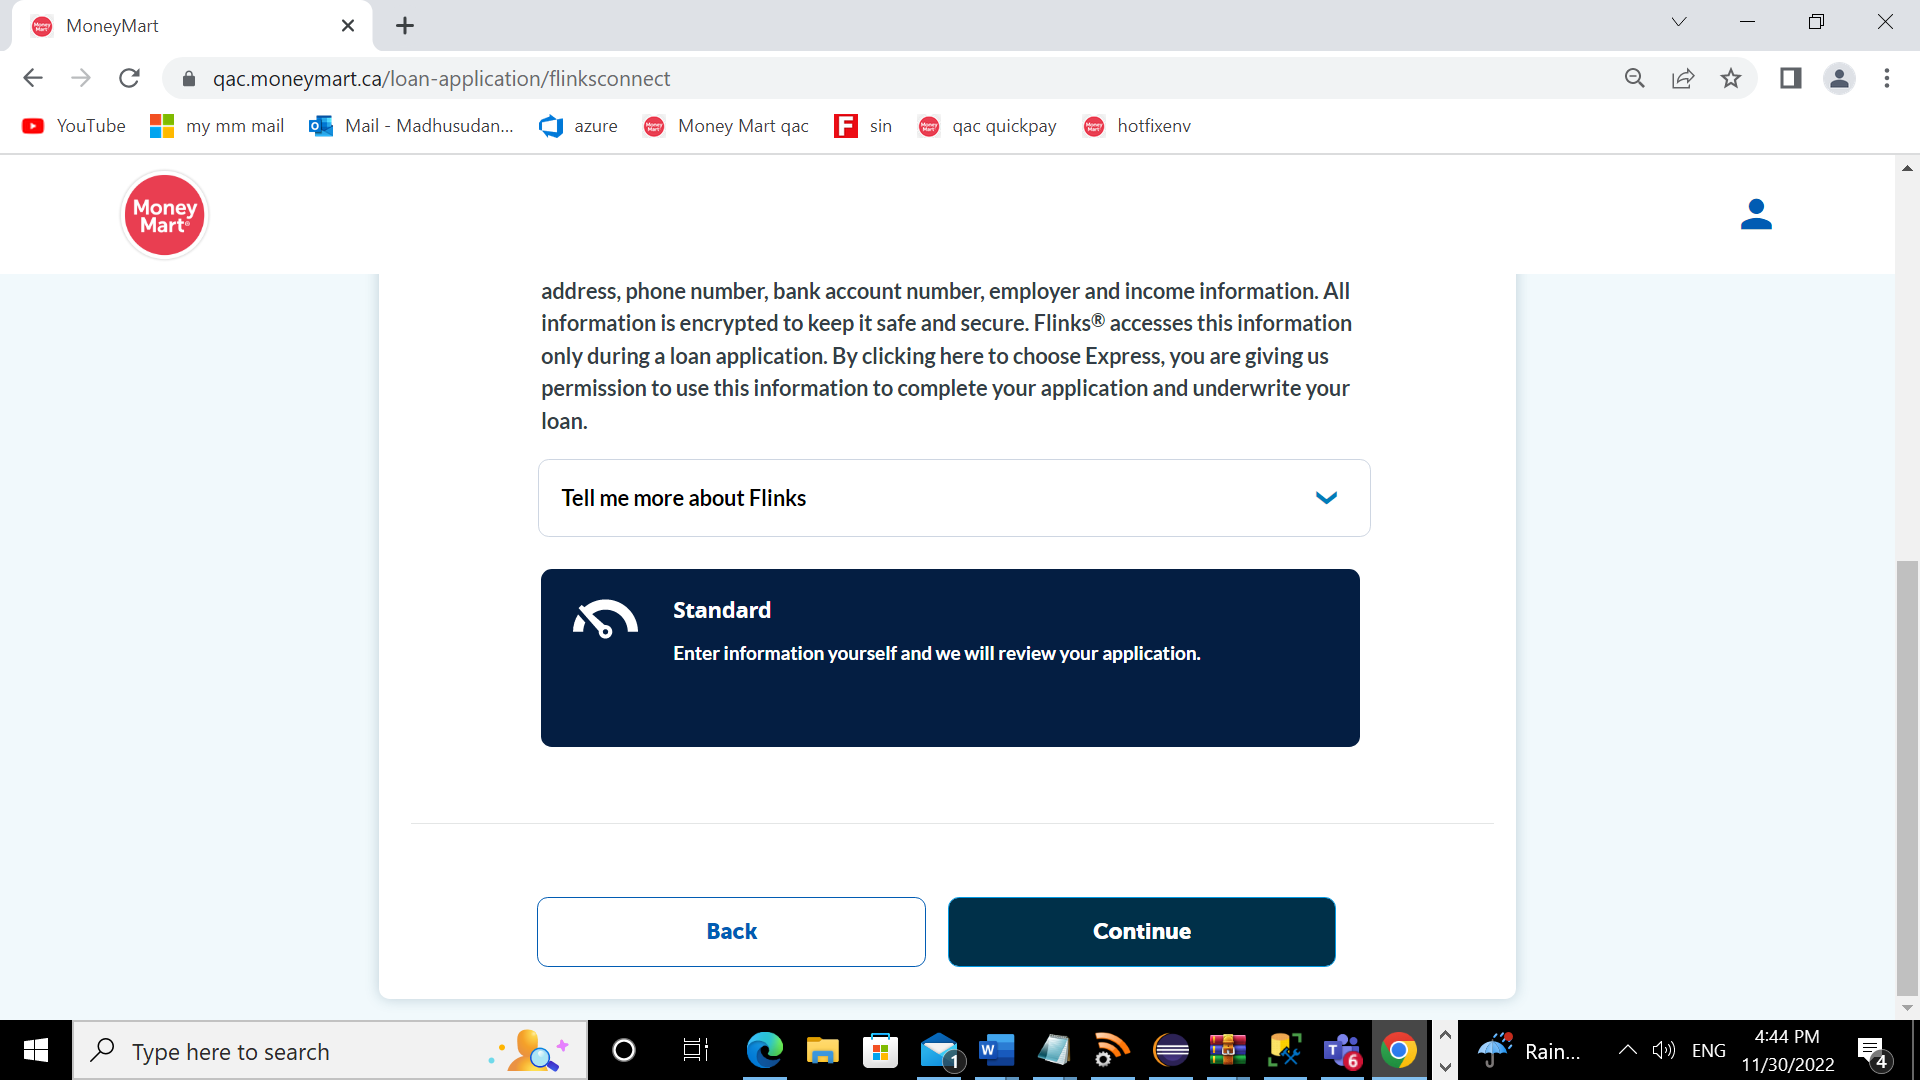 MoneyMart
qac.moneymart.ca/loan-application/flinksconnect
YouTube my mm mail Mail - Madhusudan... azure Money Mart qac sin qac quickpay hotfixenv
Money
Mart
address, phone number, bank account number, employer and income information. All
information is encrypted to keep it safe and secure. Flinks® accesses this information
only during a loan application. By clicking here to choose Express, you are giving us
permission to use this information to complete your application and underwrite your
loan.
Tell me more about Flinks
Standard
Enter information yourself and we will review your application.
Back Continue
Type here to search 1 W T 6 Rain... ENG 4:44 PM
11/30/2022 4